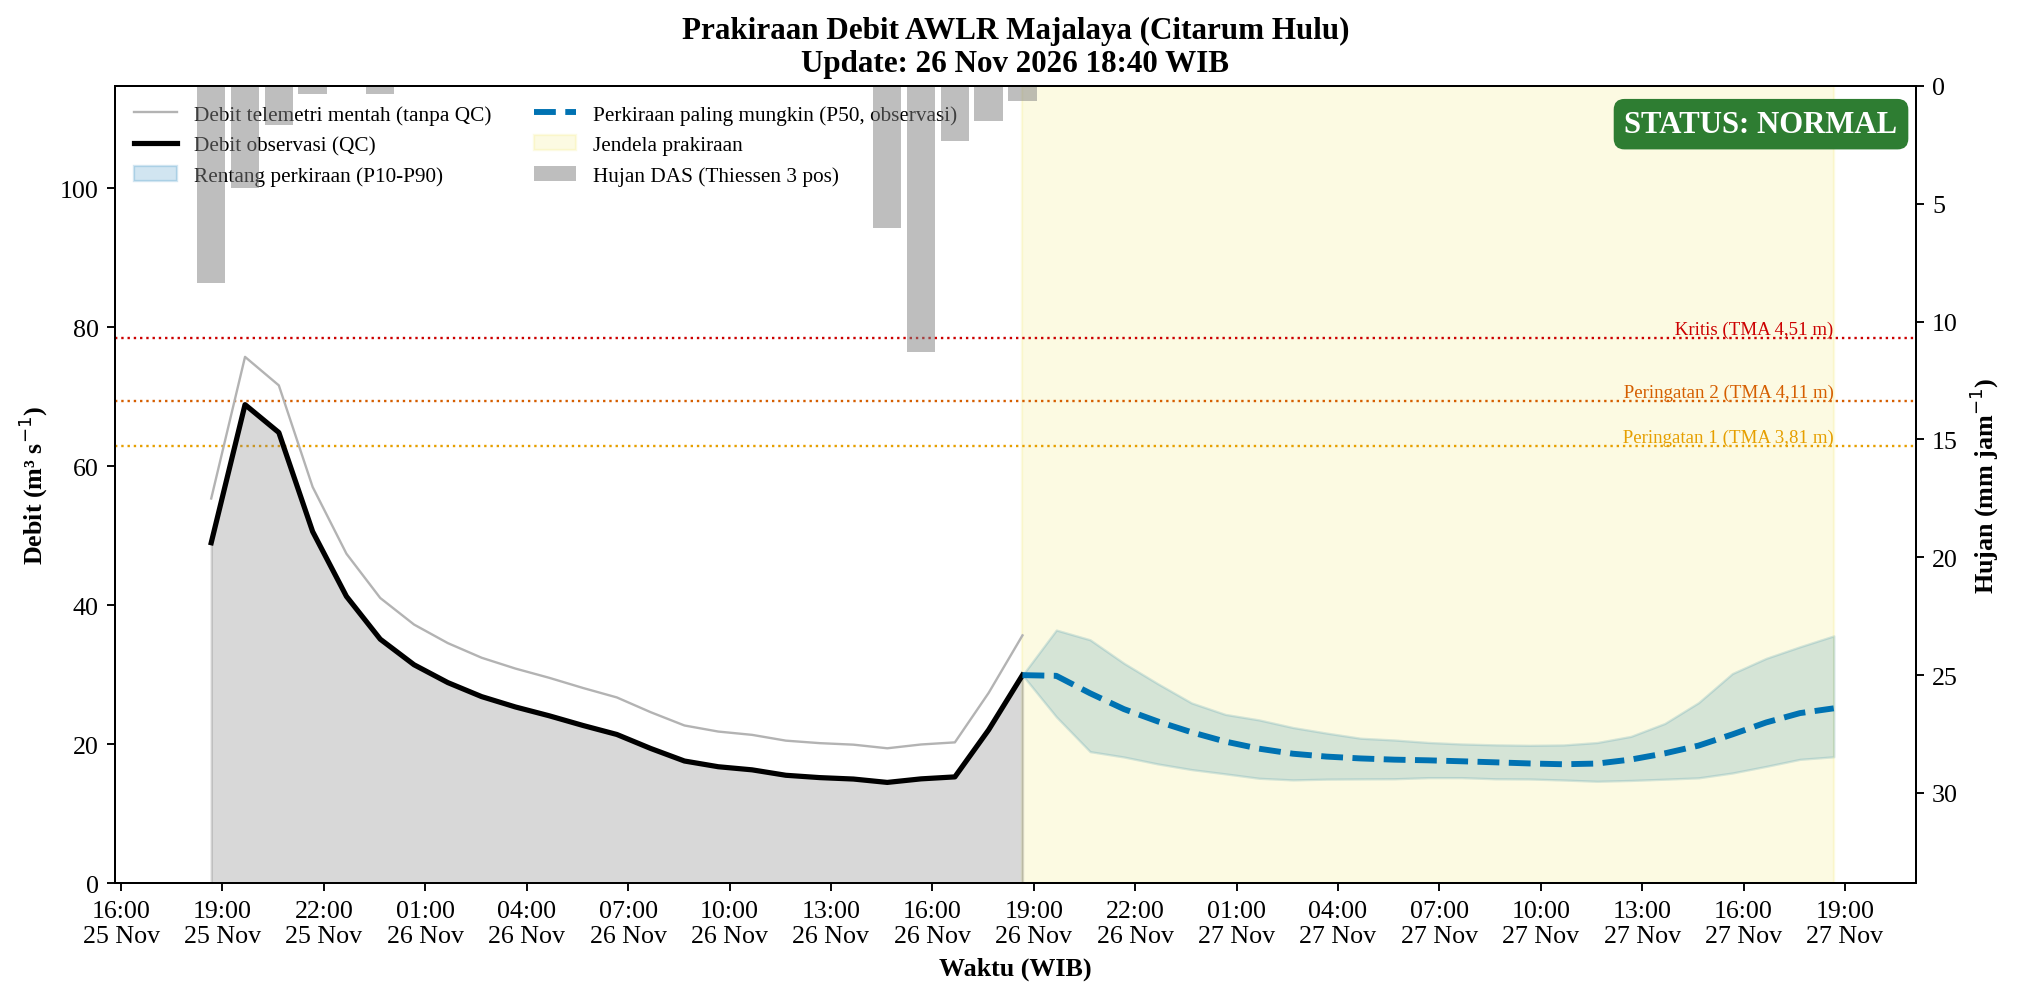 Prakiraan Debit AWLR Majalaya (Citarum Hulu)
Update: 26 Nov 2026 18:40 WIB
Debit telemetri mentah (tanpa QC)
Debit observasi (QC)
Rentang perkiraan (P10-P90)
Perkiraan paling mungkin (P50, observasi)
Jendela prakiraan
Hujan DAS (Thiessen 3 pos)
STATUS: NORMAL
Kritis (TMA 4,51 m)
Peringatan 2 (TMA 4,11 m)
Peringatan 1 (TMA 3,81 m)
Debit (m³ s⁻¹)
100
80
60
40
20
0
0
5
10
15
20
25
30
Hujan (mm jam⁻¹)
16:00 19:00 22:00 01:00 04:00 07:00 10:00 13:00 16:00 19:00 22:00 01:00 04:00 07:00 10:00 13:00 16:00 19:00
25 Nov 25 Nov 25 Nov 26 Nov 26 Nov 26 Nov 26 Nov 26 Nov 26 Nov 26 Nov 26 Nov 27 Nov 27 Nov 27 Nov 27 Nov 27 Nov 27 Nov 27 Nov
Waktu (WIB)